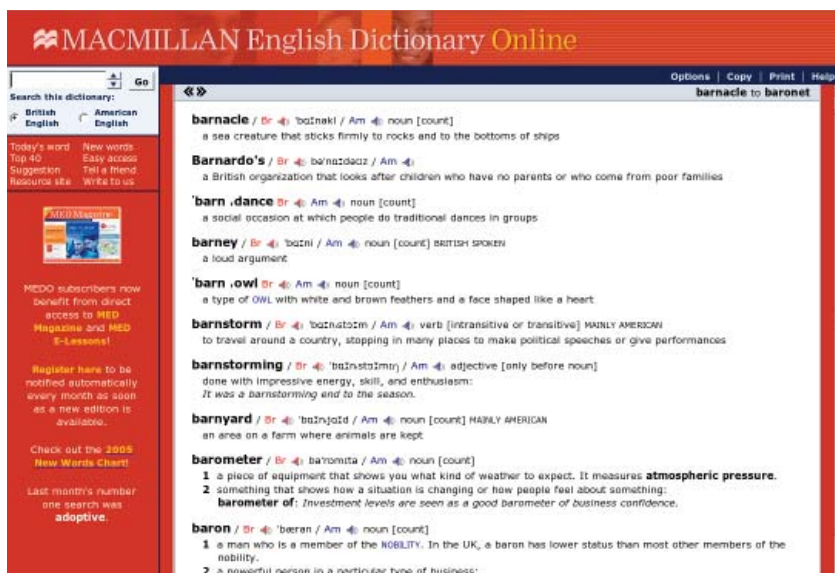 MACMILLAN English Dictionary Online
Options | Copy | Print | Help
Go
Search this dictionary:
British English
American English
« »
barnacle to baronet
Today's word New words
Top 40 Easy access
Suggestion Tell a friend
Resource site Write to us
MED Magazine
MEDO subscribers now
benefit from direct
access to MED
Magazine and MED
E-Lessons!
Register here to be
notified automatically
every month as soon
as a new edition is
available.
Check out the 2005
New Words Chart!
Last month's number
one search was
adoptive.
barnacle / Br / Am noun [count]
a sea creature that sticks firmly to rocks and to the bottoms of ships
Barnardo's / Br / Am
a British organization that looks after children who have no parents or who come from poor families
'barn ,dance Br Am noun [count]
a social occasion at which people do traditional dances in groups
barney / Br / Am noun [count] BRITISH SPOKEN
a loud argument
'barn ,owl Br Am noun [count]
a type of OWL with white and brown feathers and a face shaped like a heart
barnstorm / Br / Am verb [intransitive or transitive] MAINLY AMERICAN
to travel around a country, stopping in many places to make political speeches or give performances
barnstorming / Br / Am adjective [only before noun]
done with impressive energy, skill, and enthusiasm:
It was a barnstorming end to the season.
barnyard / Br / Am noun [count] MAINLY AMERICAN
an area on a farm where animals are kept
barometer / Br / Am noun [count]
1 a piece of equipment that shows you what kind of weather to expect. It measures atmospheric pressure.
2 something that shows how a situation is changing or how people feel about something:
barometer of: Investment levels are seen as a good barometer of business confidence.
baron / Br / Am noun [count]
1 a man who is a member of the NOBILITY. In the UK, a baron has lower status than most other members of the
nobility.
2 a powerful person in a particular type of business: